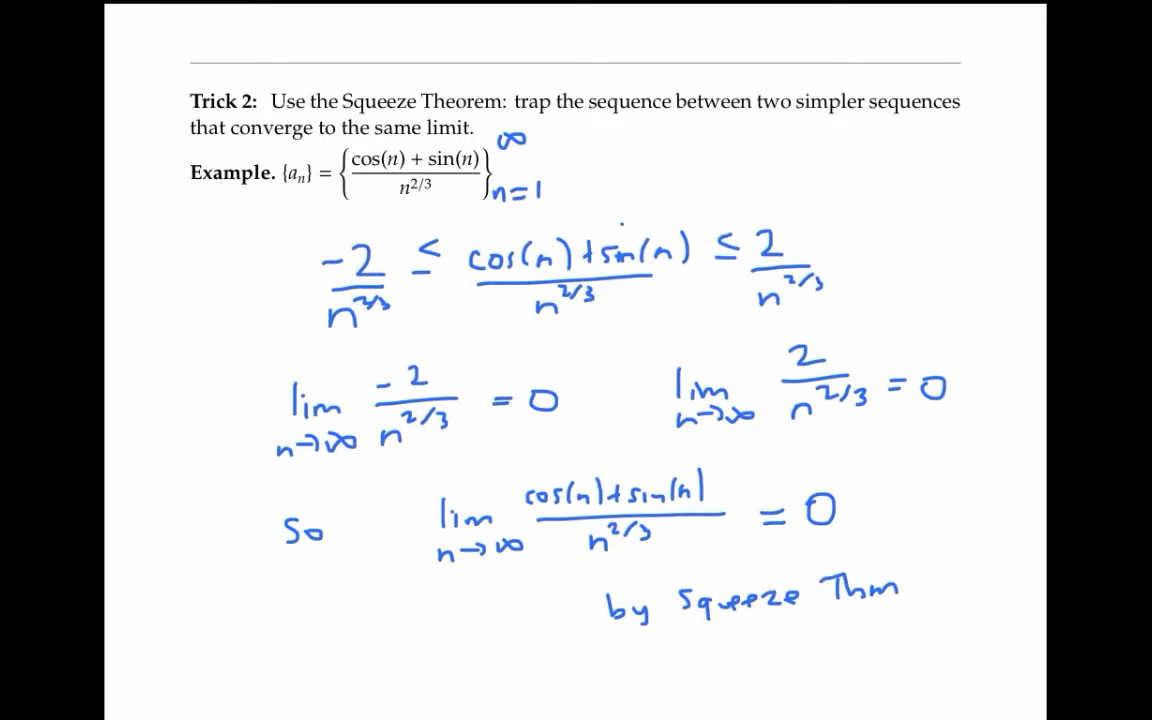 Trick 2: Use the Squeeze Theorem: trap the sequence between two simpler sequences
that converge to the same limit.
Example. {aₙ} = {(cos(n) + sin(n))/n^{2/3}}_{n=1}^∞
-2/n^{2/3} ≤ (cos(n)+sin(n))/n^{2/3} ≤ 2/n^{2/3}
lim_{n→∞} -2/n^{2/3} = 0 lim_{n→∞} 2/n^{2/3} = 0
So lim_{n→∞} (cos(n)+sin(n))/n^{2/3} = 0
by Squeeze Thm